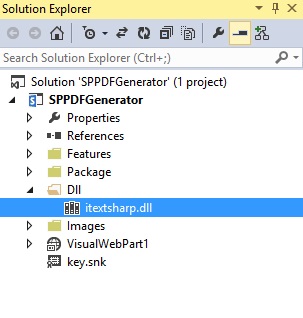 Solution Explorer
Search Solution Explorer (Ctrl+;)
Solution 'SPPDFGenerator' (1 project)
SPPDFGenerator
Properties
References
Features
Package
Dll
itextsharp.dll
Images
VisualWebPart1
key.snk